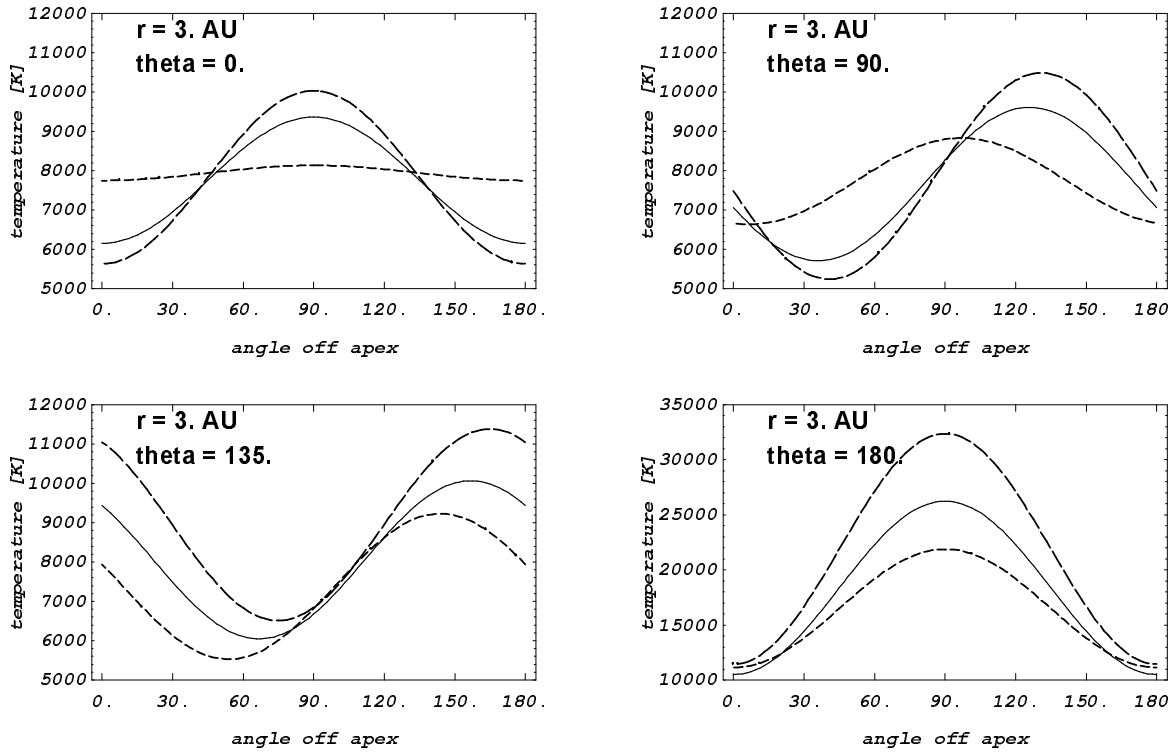 12000
11000
10000
9000
8000
7000
6000
5000
temperature [K]
r = 3. AU
theta = 0.
0. 30. 60. 90. 120. 150. 180.
angle off apex
12000
11000
10000
9000
8000
7000
6000
5000
temperature [K]
r = 3. AU
theta = 90.
0. 30. 60. 90. 120. 150. 180
angle off apex
12000
11000
10000
9000
8000
7000
6000
5000
temperature [K]
r = 3. AU
theta = 135.
0. 30. 60. 90. 120. 150. 180.
angle off apex
35000
30000
25000
20000
15000
10000
temperature [K]
r = 3. AU
theta = 180.
0. 30. 60. 90. 120. 150. 180
angle off apex